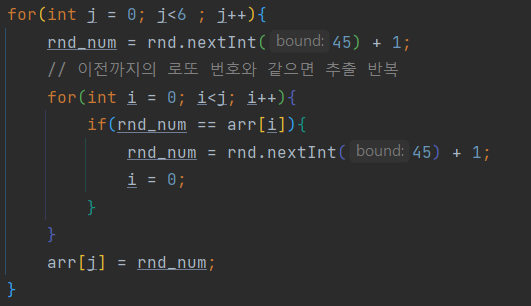 for(int j = 0; j<6 ; j++){
rnd_num = rnd.nextInt( bound: 45) + 1;
// 이전까지의 로또 번호와 같으면 추출 반복
for(int i = 0; i<j; i++){
if(rnd_num == arr[i]){
rnd_num = rnd.nextInt( bound: 45) + 1;
i = 0;
}
}
arr[j] = rnd_num;
}